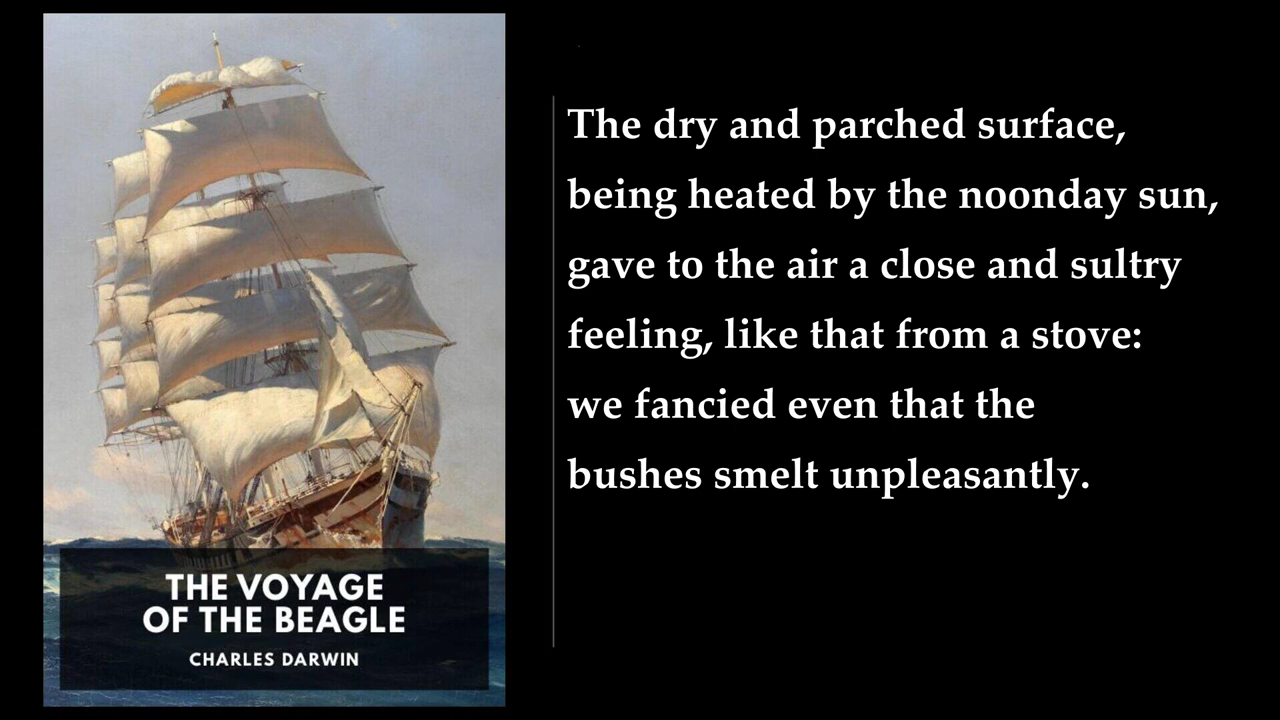 The dry and parched surface,
being heated by the noonday sun,
gave to the air a close and sultry
feeling, like that from a stove:
we fancied even that the
bushes smelt unpleasantly.
THE VOYAGE
OF THE BEAGLE
CHARLES DARWIN